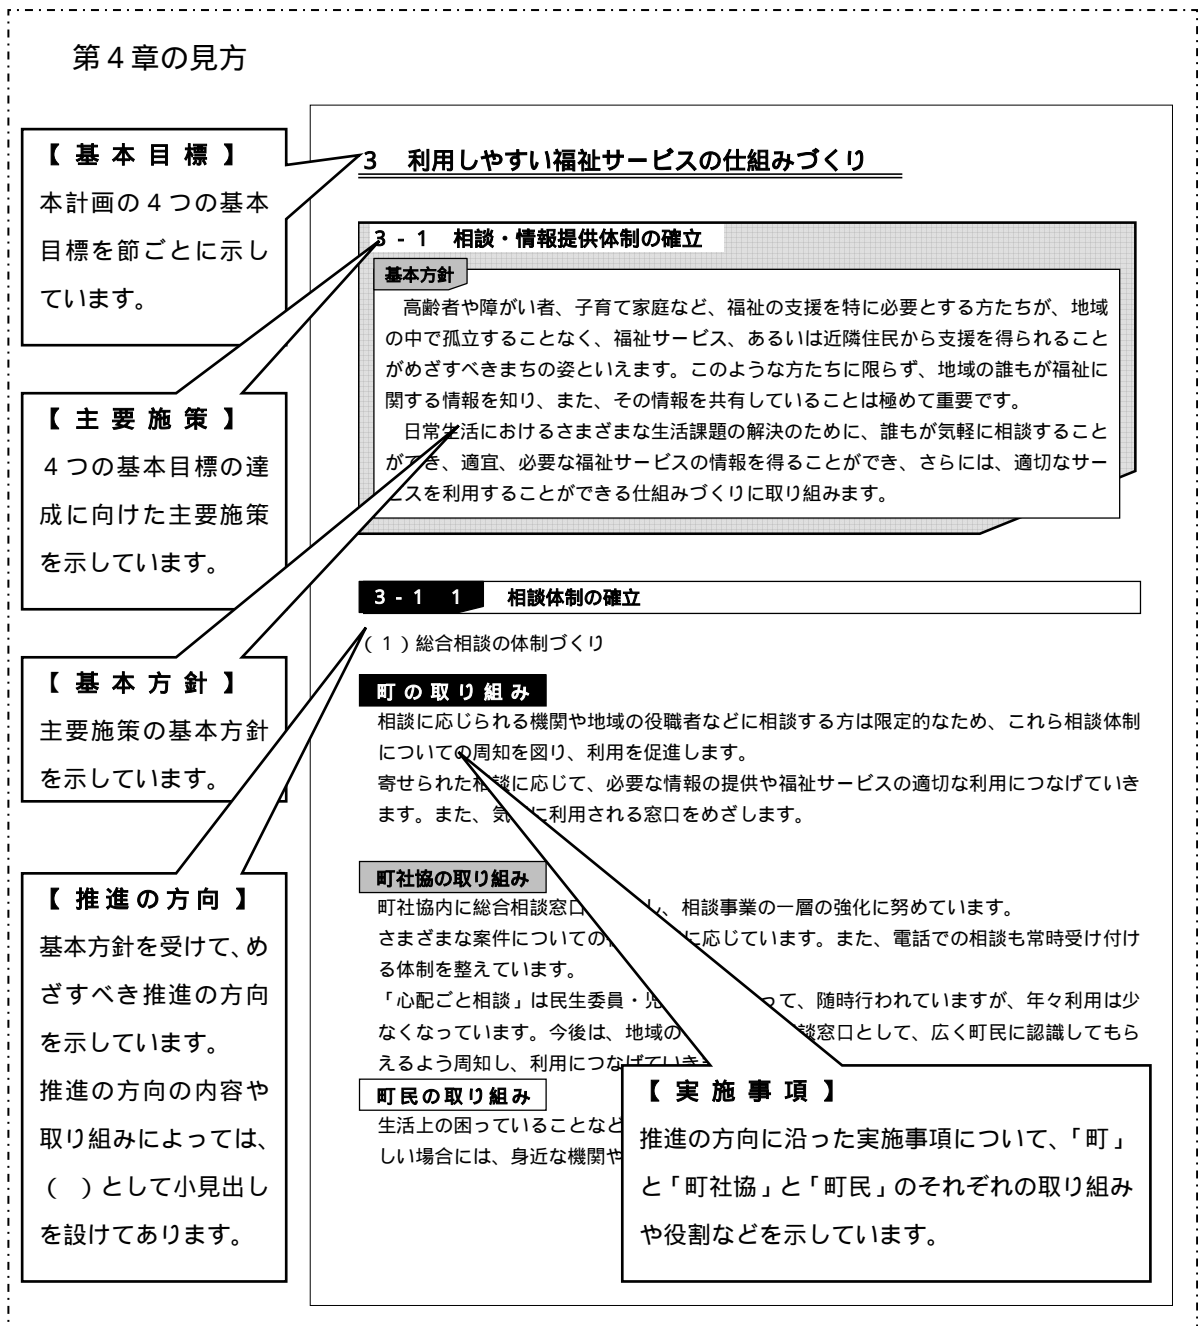 第４章の見方
【基本目標】
本計画の４つの基本
目標を節ごとに示し
ています。
【主要施策】
４つの基本目標の達
成に向けた主要施策
を示しています。
【基本方針】
主要施策の基本方針
を示しています。
【推進の方向】
基本方針を受けて、め
ざすべき推進の方向
を示しています。
推進の方向の内容や
取り組みによっては、
(　)として小見出し
を設けてあります。
３　利用しやすい福祉サービスの仕組みづくり
３-１　相談・情報提供体制の確立
基本方針
高齢者や障がい者、子育て家庭など、福祉の支援を特に必要とする方たちが、地域
の中で孤立することなく、福祉サービス、あるいは近隣住民から支援を得られること
がめざすべきまちの姿といえます。このような方たちに限らず、地域の誰もが福祉に
関する情報を知り、また、その情報を共有していることは極めて重要です。
日常生活におけるさまざまな生活課題の解決のために、誰もが気軽に相談すること
ができ、適宜、必要な福祉サービスの情報を得ることができ、さらには、適切なサー
ビスを利用することができる仕組みづくりに取り組みます。
３-１　１　相談体制の確立
(１)総合相談の体制づくり
町の取り組み
相談に応じられる機関や地域の役職者などに相談する方は限定的なため、これら相談体制
についての周知を図り、利用を促進します。
寄せられた相談に応じて、必要な情報の提供や福祉サービスの適切な利用につなげていき
ます。また、気 に利用される窓口をめざします。
町社協の取り組み
町社協内に総合相談窓口 し、相談事業の一層の強化に努めています。
さまざまな案件についての に応じています。また、電話での相談も常時受け付け
る体制を整えています。
「心配ごと相談」は民生委員・児 って、随時行われていますが、年々利用は少
なくなっています。今後は、地域の 談窓口として、広く町民に認識してもら
えるよう周知し、利用につなげていき
町民の取り組み
生活上の困っていることなど
しい場合には、身近な機関や
【実施事項】
推進の方向に沿った実施事項について、「町」
と「町社協」と「町民」のそれぞれの取り組み
や役割などを示しています。